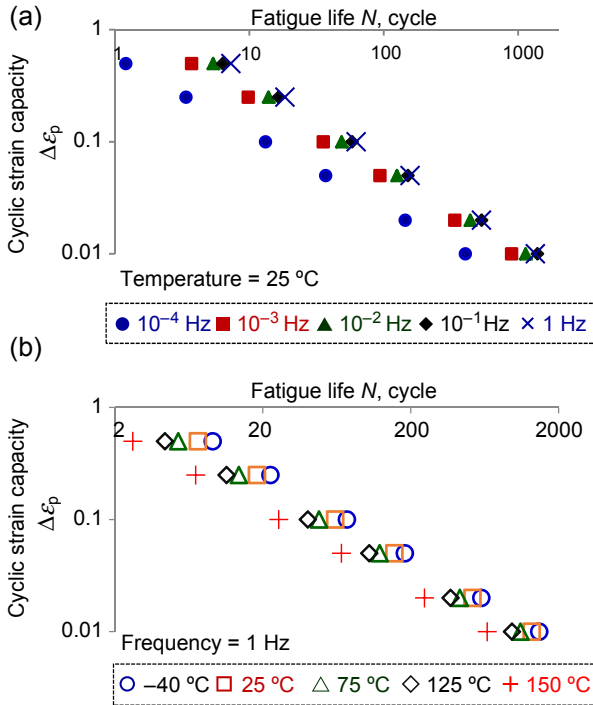 (a)
Fatigue life N, cycle
1 10 100 1000
1
0.1
0.01
Cyclic strain capacity
Δεp
Temperature = 25 ºC
10⁻⁴ Hz 10⁻³ Hz 10⁻² Hz 10⁻¹Hz 1 Hz
(b)
Fatigue life N, cycle
2 20 200 2000
1
0.1
0.01
Cyclic strain capacity
Δεp
Frequency = 1 Hz
–40 ºC 25 ºC 75 ºC 125 ºC 150 ºC